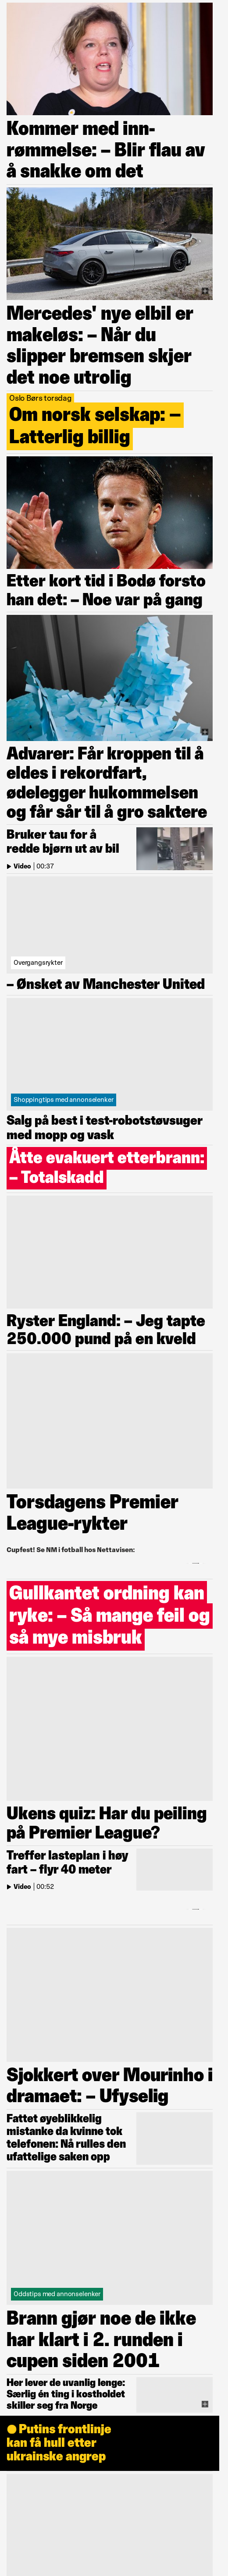 Kommer med inn-
rømmelse: – Blir flau av
å snakke om det
Mercedes' nye elbil er
makeløs: – Når du
slipper bremsen skjer
det noe utrolig
Oslo Børs torsdag
Om norsk selskap: –
Latterlig billig
Etter kort tid i Bodø forsto
han det: – Noe var på gang
Advarer: Får kroppen til å
eldes i rekordfart,
ødelegger hukommelsen
og får sår til å gro saktere
Bruker tau for å
redde bjørn ut av bil
Video | 00:37
Overgangsrykter
– Ønsket av Manchester United
Shoppingtips med annonselenker
Salg på best i test-robotstøvsuger
med mopp og vask
Åtte evakuert etterbrann:
– Totalskadd
Ryster England: – Jeg tapte
250.000 pund på en kveld
Torsdagens Premier
League-rykter
Cupfest! Se NM i fotball hos Nettavisen:
Gullkantet ordning kan
ryke: – Så mange feil og
så mye misbruk
Ukens quiz: Har du peiling
på Premier League?
Treffer lasteplan i høy
fart – flyr 40 meter
Video | 00:52
Sjokkert over Mourinho i
dramaet: – Ufyselig
Fattet øyeblikkelig
mistanke da kvinne tok
telefonen: Nå rulles den
ufattelige saken opp
Oddstips med annonselenker
Brann gjør noe de ikke
har klart i 2. runden i
cupen siden 2001
Her lever de uvanlig lenge:
Særlig én ting i kostholdet
skiller seg fra Norge
Putins frontlinje
kan få hull etter
ukrainske angrep